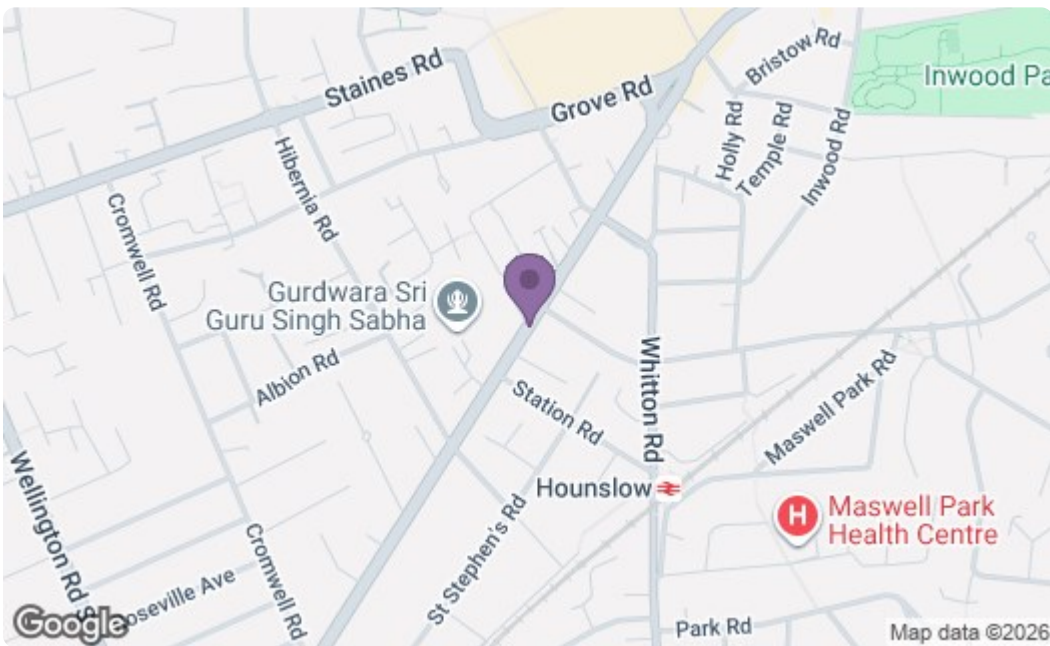 Staines Rd
Grove Rd
Bristow Rd
Inwood Pa
Holly Rd
Temple Rd
Inwood Rd
Hibernia Rd
Cromwell Rd
Gurdwara Sri
Guru Singh Sabha
Albion Rd
Whitton Rd
Station Rd
Maswell Park Rd
Wellington Rd S
Hounslow
H
Maswell Park
Health Centre
St Stephen's Rd
Cromwell Rd
oseville Ave
Park Rd
Google
Map data ©2026